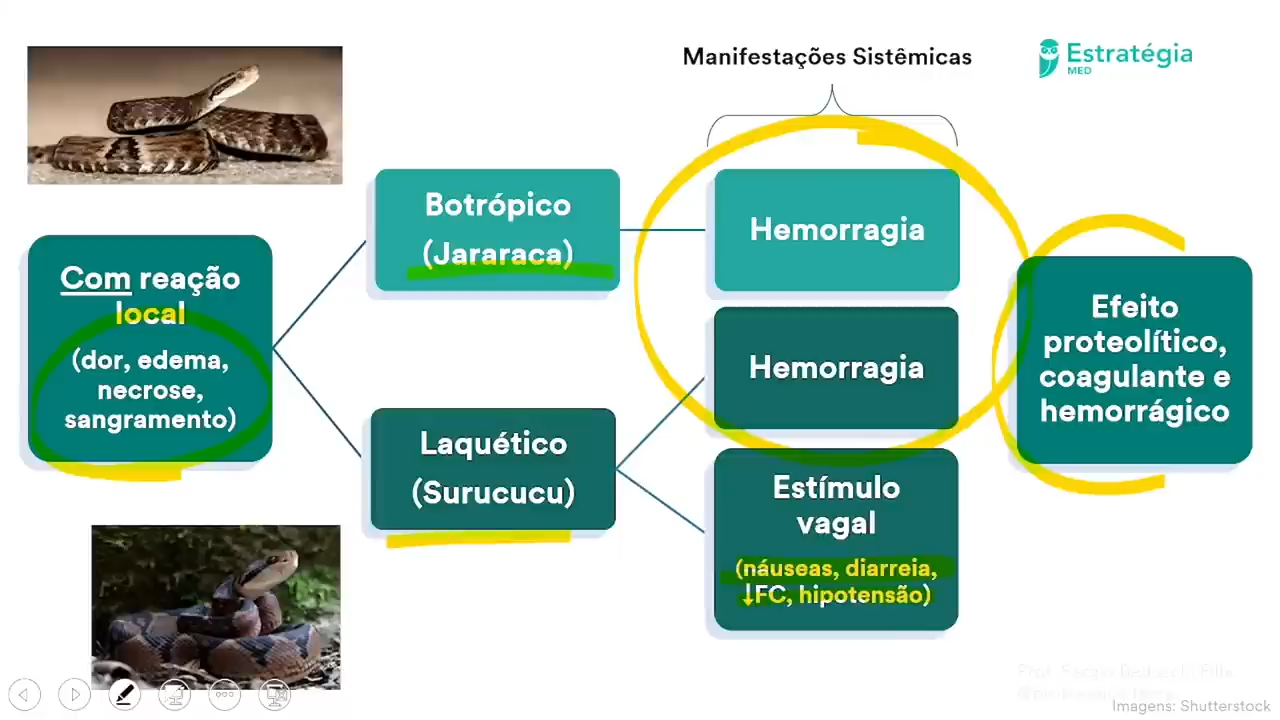 Manifestações Sistêmicas
Estratégia
MED
Com reação
local
(dor, edema,
necrose,
sangramento)
Botrópico
(Jararaca)
Laquético
(Surucucu)
Hemorragia
Hemorragia
Estímulo
vagal
(náuseas, diarreia,
↓FC, hipotensão)
Efeito
proteolítico,
coagulante e
hemorrágico
Imagens: Shutterstock